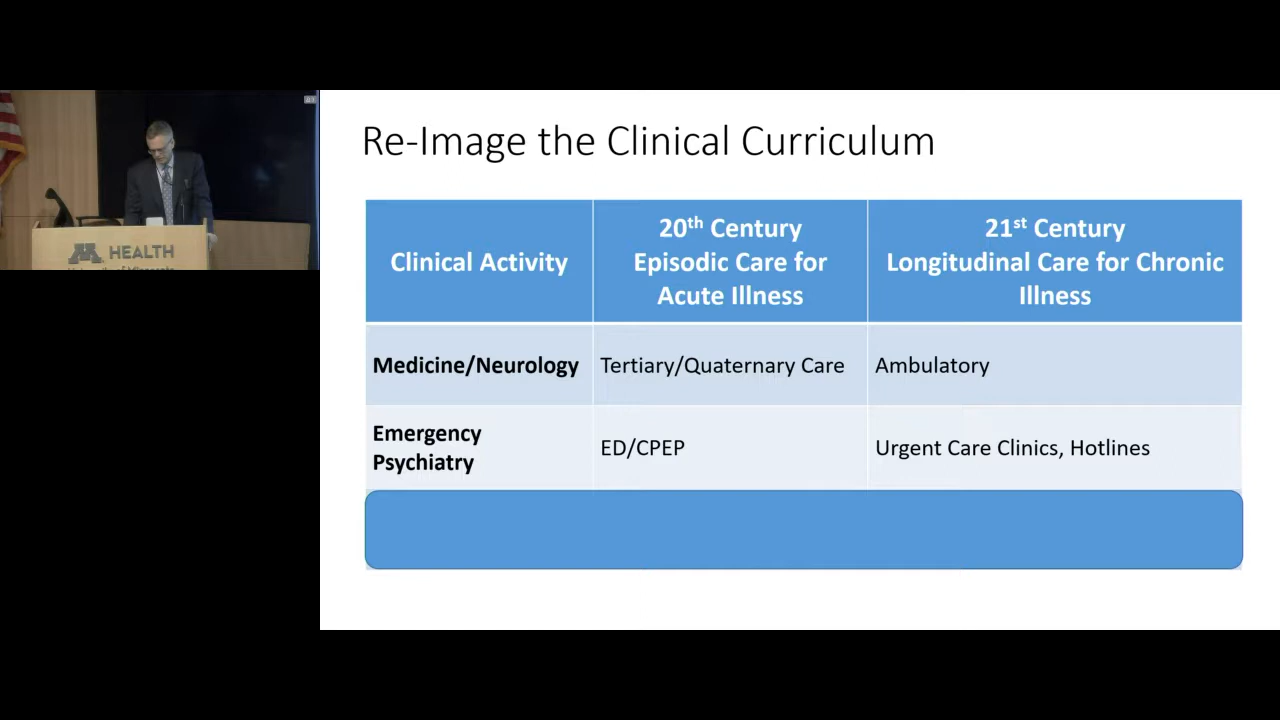 Re-Image the Clinical Curriculum
Clinical Activity
20th Century
Episodic Care for
Acute Illness
21st Century
Longitudinal Care for Chronic
Illness
Medicine/Neurology
Tertiary/Quaternary Care
Ambulatory
Emergency
Psychiatry
ED/CPEP
Urgent Care Clinics, Hotlines
M HEALTH